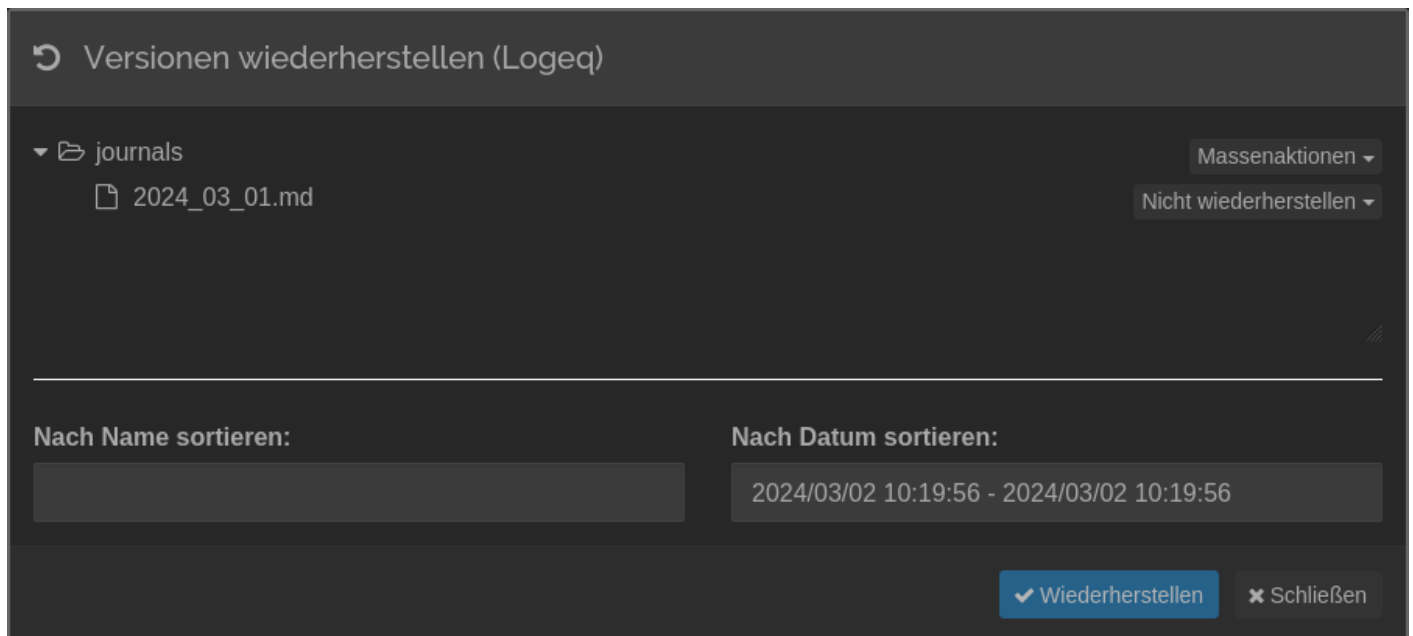 Versionen wiederherstellen (Logeq)
journals
Massenaktionen
2024_03_01.md
Nicht wiederherstellen
Nach Name sortieren:
Nach Datum sortieren:
2024/03/02 10:19:56 - 2024/03/02 10:19:56
Wiederherstellen
Schließen